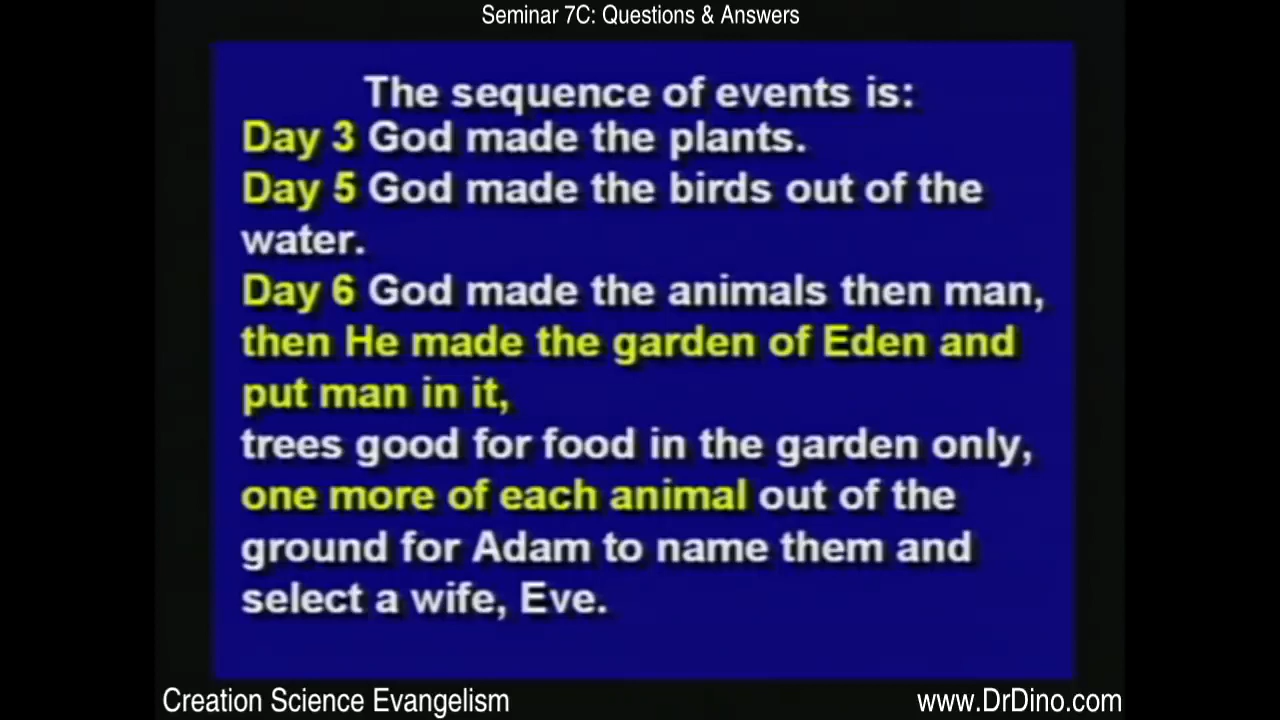 Seminar 7C: Questions & Answers
The sequence of events is:
Day 3 God made the plants.
Day 5 God made the birds out of the
water.
Day 6 God made the animals then man,
then He made the garden of Eden and
put man in it,
trees good for food in the garden only,
one more of each animal out of the
ground for Adam to name them and
select a wife, Eve.
Creation Science Evangelism
www.DrDino.com